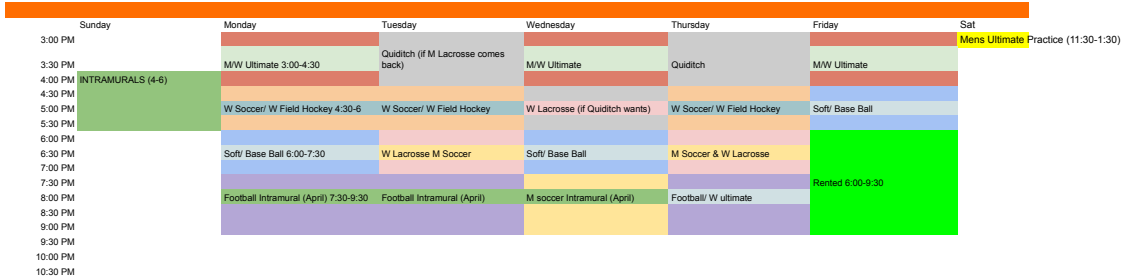 Sunday Monday Tuesday Wednesday Thursday Friday Sat
3:00 PM Mens Ultimate Practice (11:30-1:30)
Quiditch (if M Lacrosse comes
back)
3:30 PM M/W Ultimate 3:00-4:30 M/W Ultimate Quiditch M/W Ultimate
4:00 PM INTRAMURALS (4-6)
4:30 PM
5:00 PM W Soccer/ W Field Hockey 4:30-6 W Soccer/ W Field Hockey W Lacrosse (if Quiditch wants) W Soccer/ W Field Hockey Soft/ Base Ball
5:30 PM
6:00 PM
6:30 PM Soft/ Base Ball 6:00-7:30 W Lacrosse M Soccer Soft/ Base Ball M Soccer & W Lacrosse
7:00 PM
7:30 PM Rented 6:00-9:30
8:00 PM Football Intramural (April) 7:30-9:30 Football Intramural (April) M soccer Intramural (April) Football/ W ultimate
8:30 PM
9:00 PM
9:30 PM
10:00 PM
10:30 PM